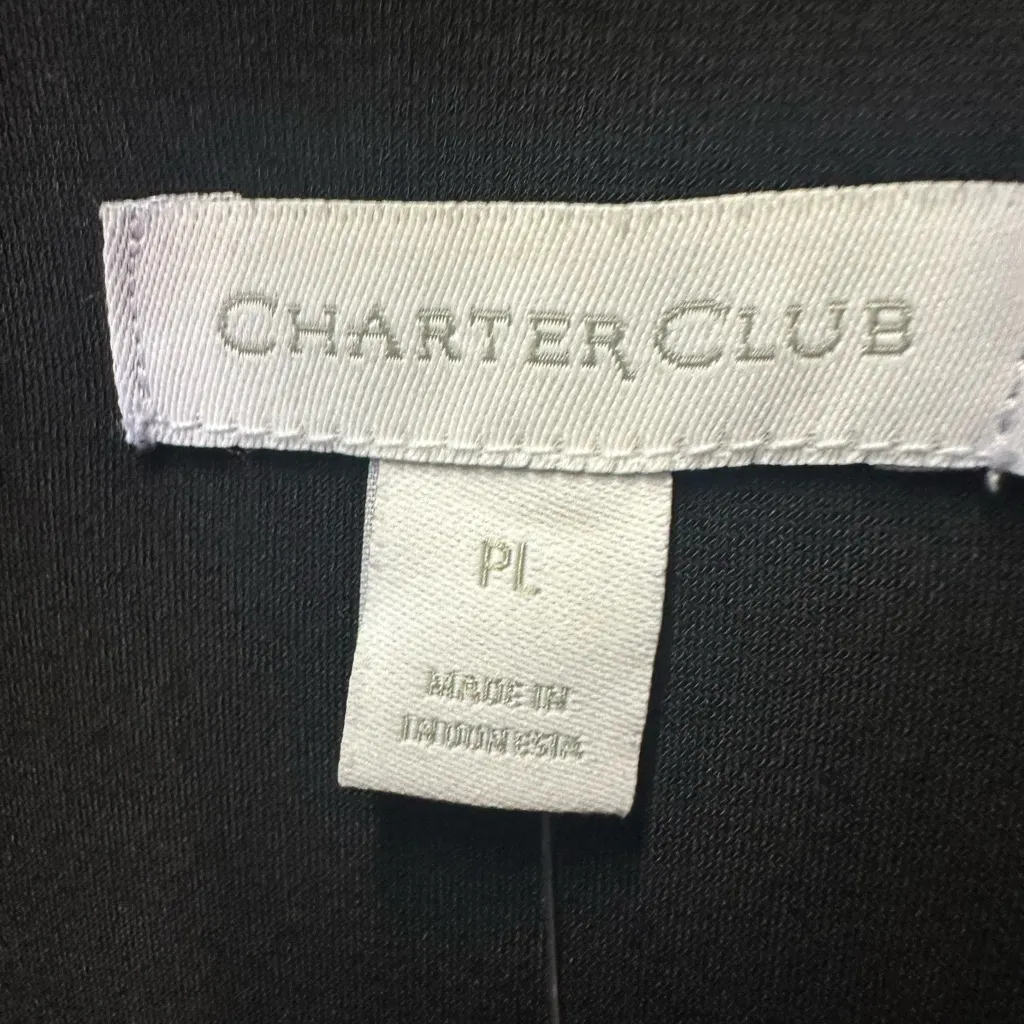 CHARTER CLUB
PL
MADE IN
INDONESIA